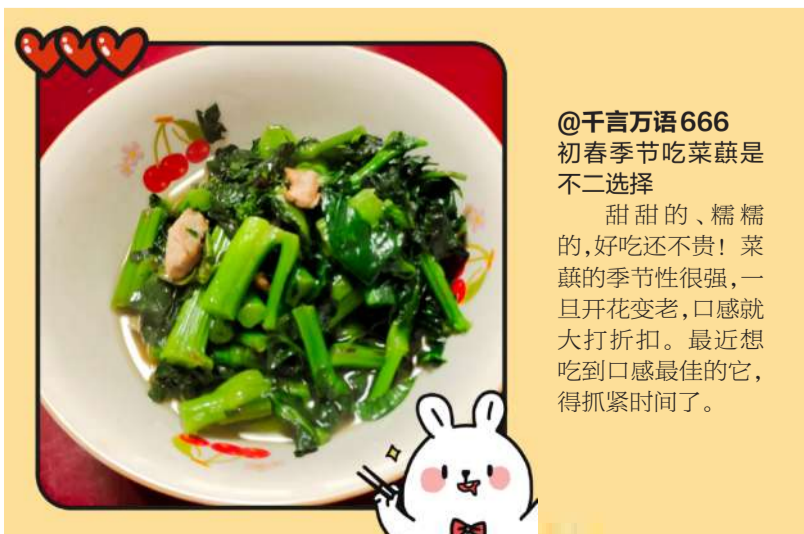 @千言万语666
初春季节吃菜蕻是
不二选择
甜甜的、糯糯
的,好吃还不贵!菜
蕻的季节性很强,一
旦开花变老,口感就
大打折扣。最近想
吃到口感最佳的它,
得抓紧时间了。